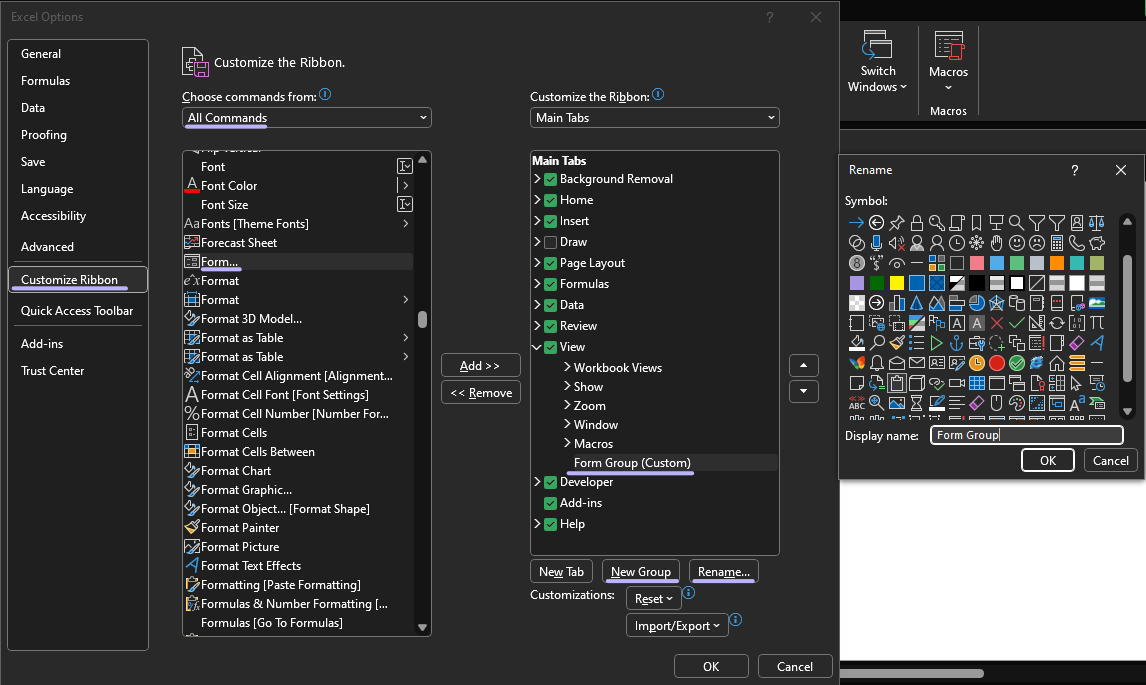 Excel Options
?
General
Formulas
Data
Proofing
Save
Language
Accessibility
Advanced
Customize Ribbon
Quick Access Toolbar
Add-ins
Trust Center
Customize the Ribbon.
Choose commands from:
All Commands
Font
Font Color
Font Size
Fonts [Theme Fonts]
Forecast Sheet
Form...
Format
Format
Format 3D Model...
Format as Table
Format as Table
Format Cell Alignment [Alignment...
Format Cell Font [Font Settings]
Format Cell Number [Number For...
Format Cells
Format Cells Between
Format Chart
Format Graphic...
Format Object... [Format Shape]
Format Painter
Format Picture
Format Text Effects
Formatting [Paste Formatting]
Formulas & Number Formatting [...
Formulas [Go To Formulas]
Add >>
<< Remove
Customize the Ribbon:
Main Tabs
Main Tabs
Background Removal
Home
Insert
Draw
Page Layout
Formulas
Data
Review
View
Workbook Views
Show
Zoom
Window
Macros
Form Group (Custom)
Developer
Add-ins
Help
New Tab
New Group
Rename...
Customizations:
Reset
Import/Export
OK
Cancel
Switch
Windows
Macros
Macros
Rename
?
Symbol:
Display name:
Form Group
OK
Cancel